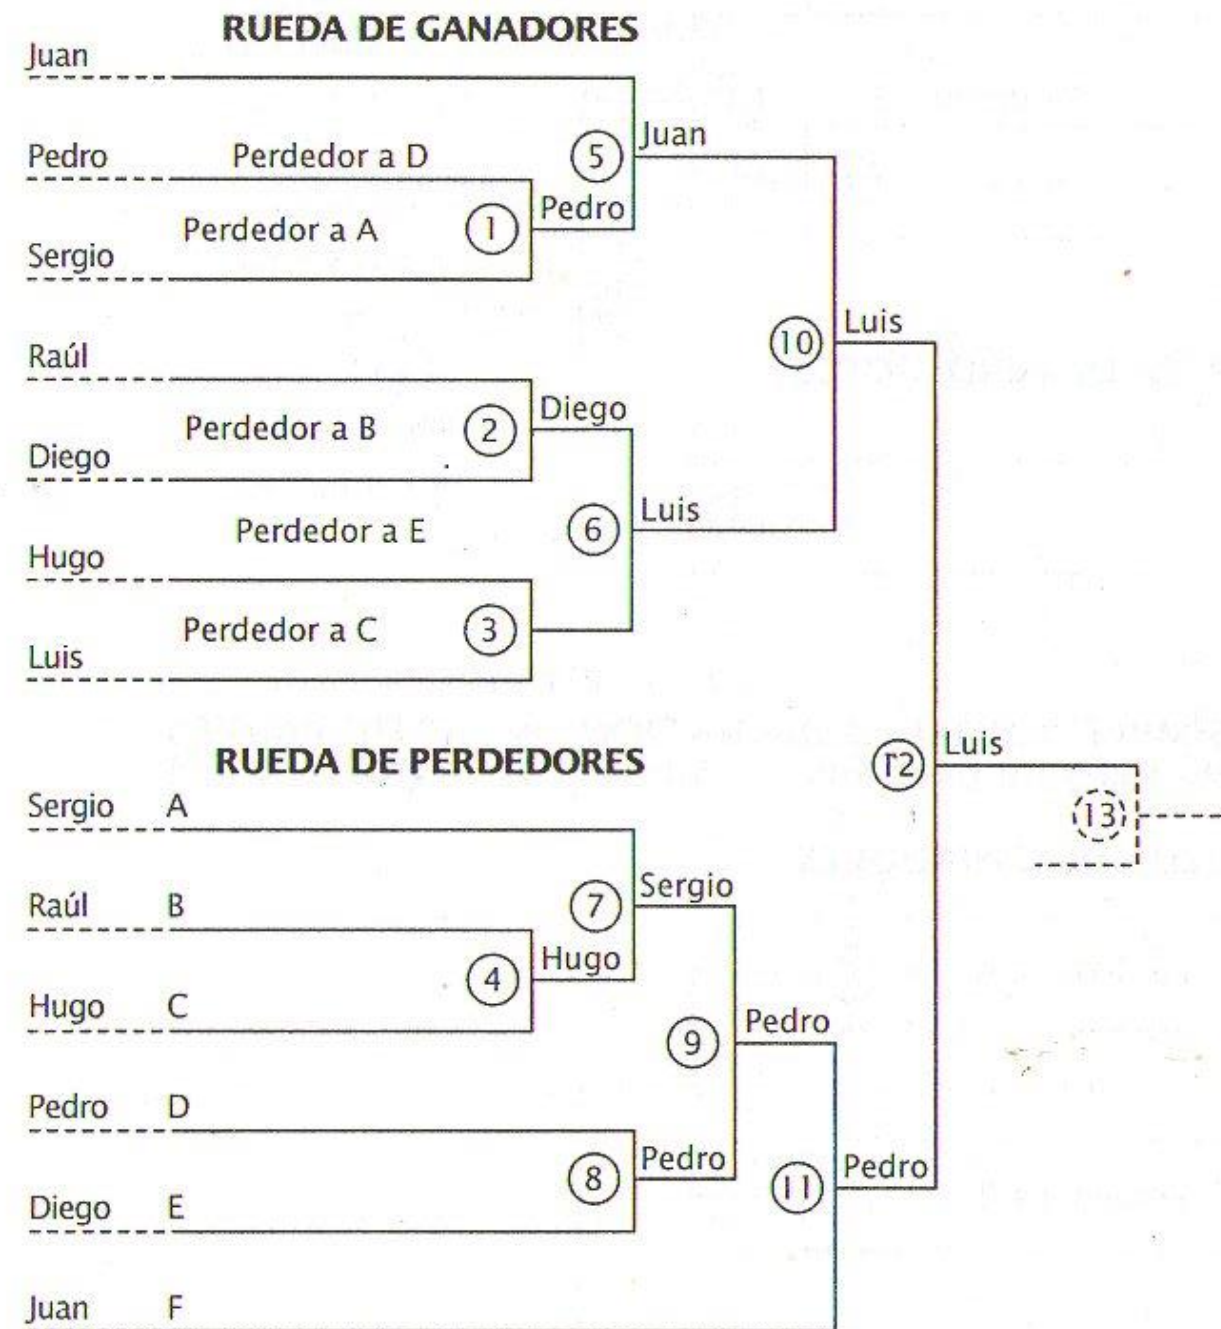 RUEDA DE GANADORES
Juan
5
Juan
Pedro
Perdedor a D
Perdedor a A
1
Pedro
Sergio
10
Luis
Raúl
Perdedor a B
2
Diego
Diego
Perdedor a E
6
Luis
Hugo
Perdedor a C
3
Luis
12
Luis
13
RUEDA DE PERDEDORES
Sergio A
7
Sergio
Raúl B
4
Hugo
Hugo C
9
Pedro
Pedro D
8
Pedro
11
Pedro
Diego E
Juan F